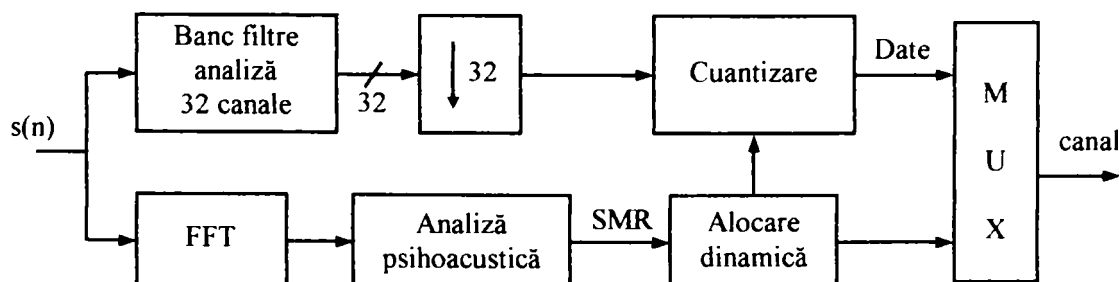 Banc filtre
analiză
32 canale
32
32
Cuantizare
Date
M
U
X
canal
s(n)
FFT
Analiză
psihoacustică
SMR
Alocare
dinamică